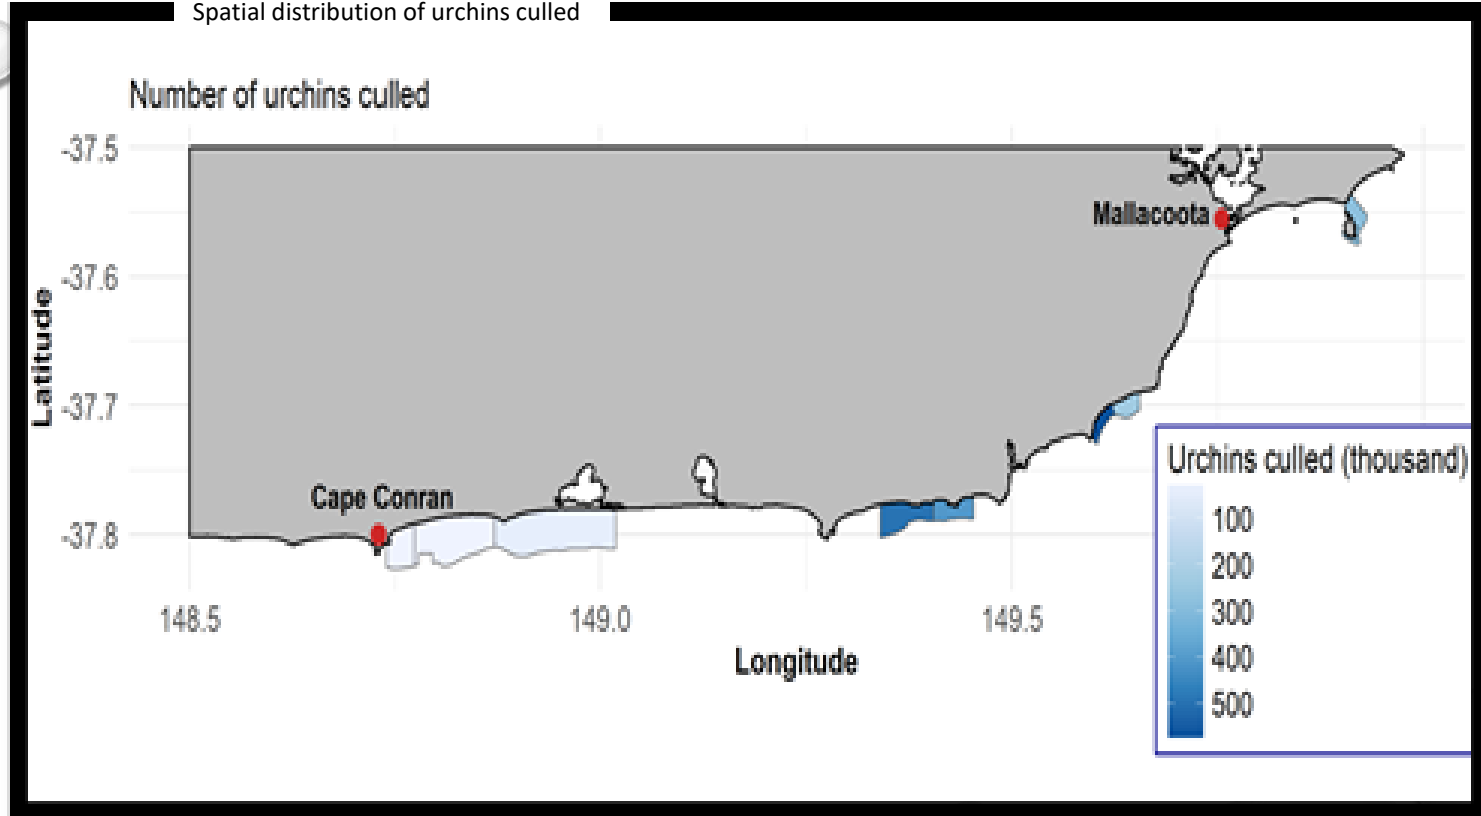 Spatial distribution of urchins culled
Number of urchins culled
-37.5
Mallacoota
-37.6
Latitude
-37.7
Urchins culled (thousand)
Cape Conran
100
-37.8
200
148.5
149.0
149.5
300
Longitude
400
500